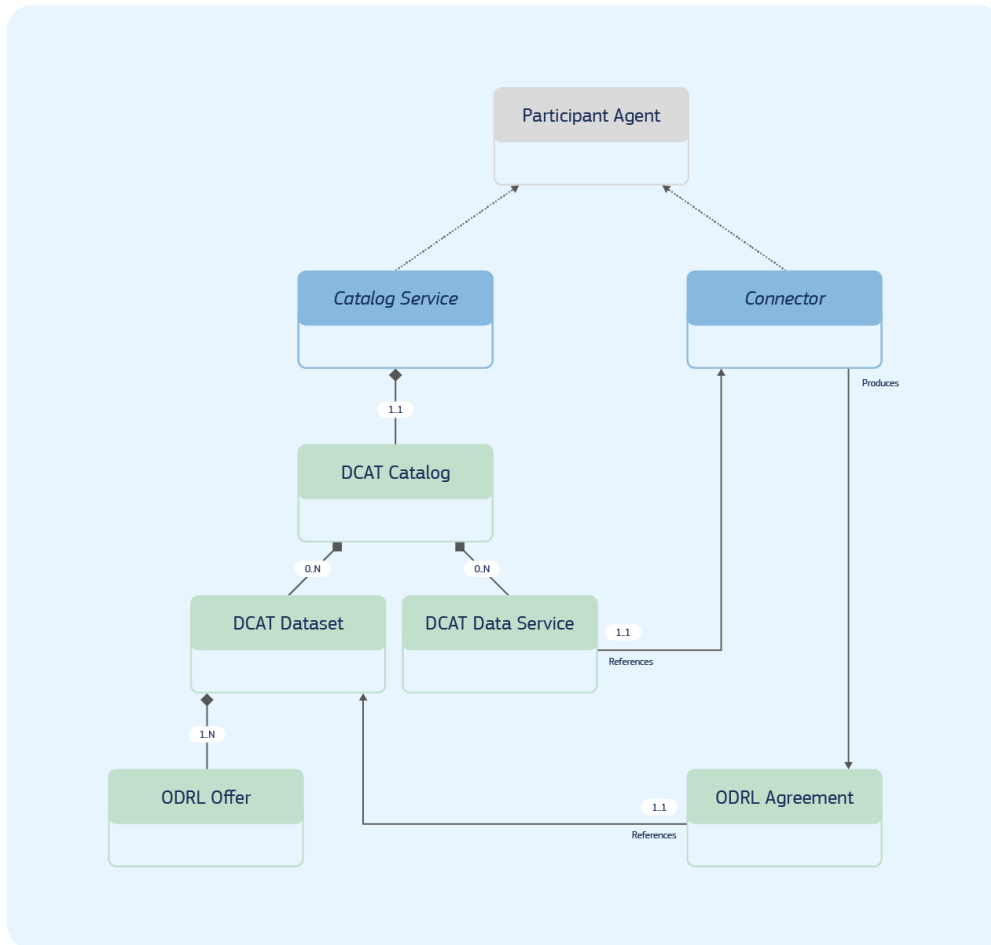 Participant Agent
Catalog Service
Connector
Produces
1..1
DCAT Catalog
0..N
0..N
DCAT Dataset
DCAT Data Service
1..1
References
1..N
ODRL Offer
ODRL Agreement
1..1
References